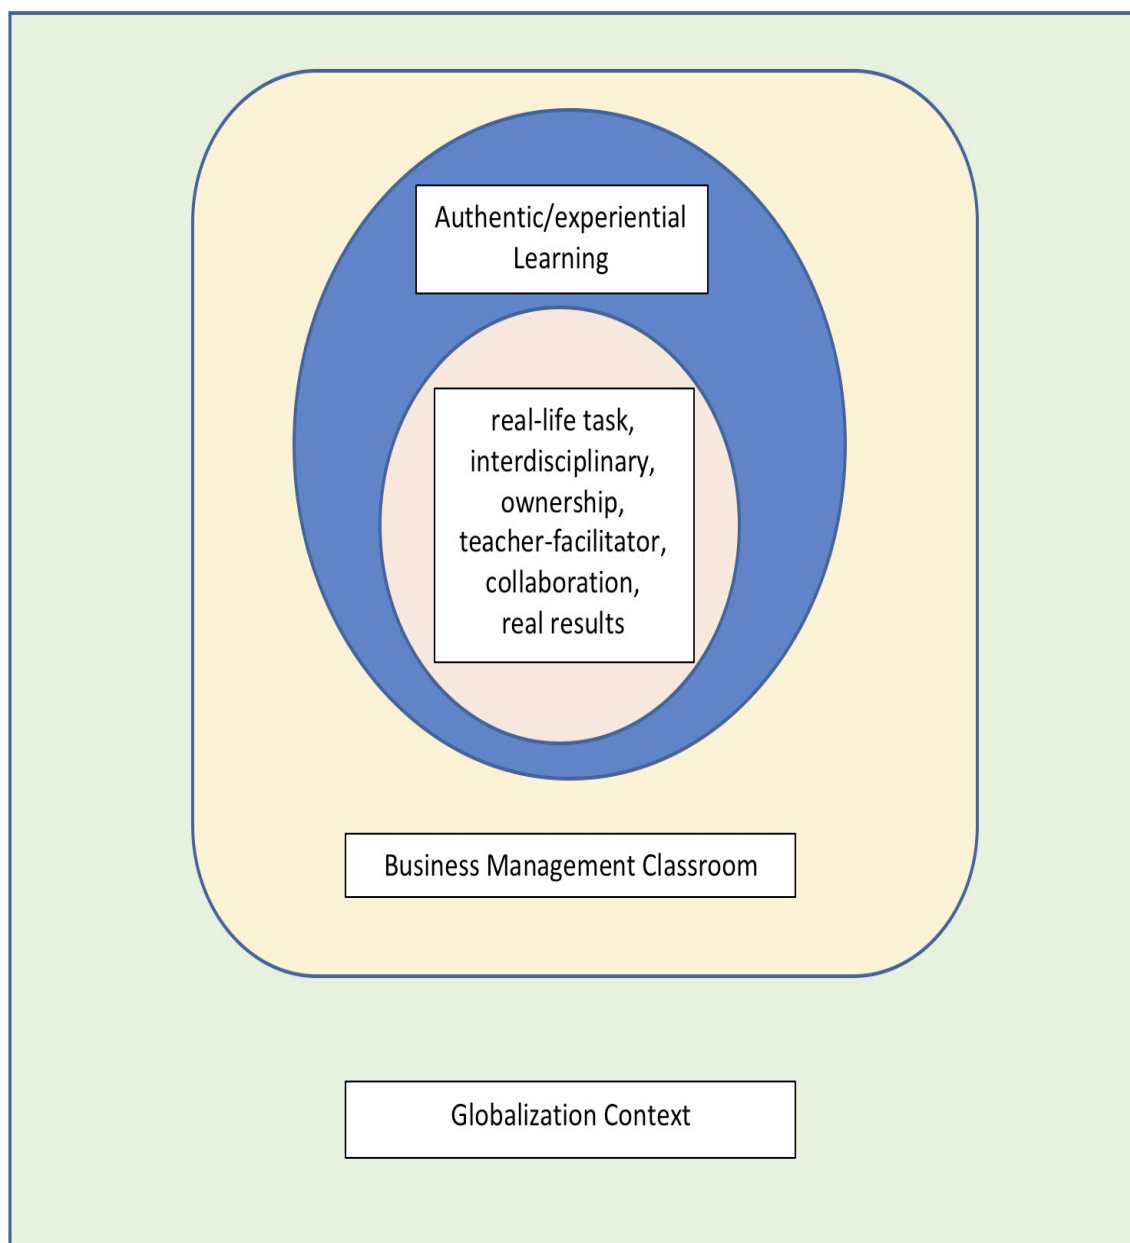 Authentic/experiential
Learning
real-life task,
interdisciplinary,
ownership,
teacher-facilitator,
collaboration,
real results
Business Management Classroom
Globalization Context